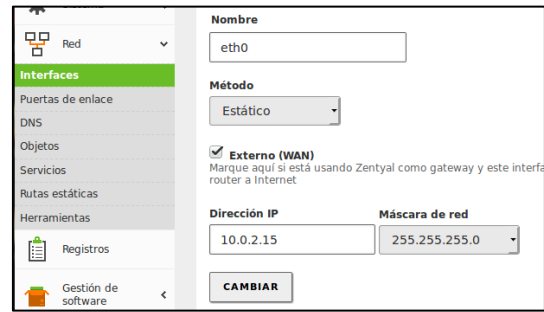 Nombre
Red
eth0
Interfaces
Puertas de enlace
Método
DNS
Estático
Objetos
Externo (WAN)
Servicios
Marque aquí si está usando Zentyal como gateway y este interfa
router a Internet
Rutas estáticas
Herramientas
Dirección IP
Máscara de red
10.0.2.15
255.255.255.0
Registros
CAMBIAR
Gestión de
software